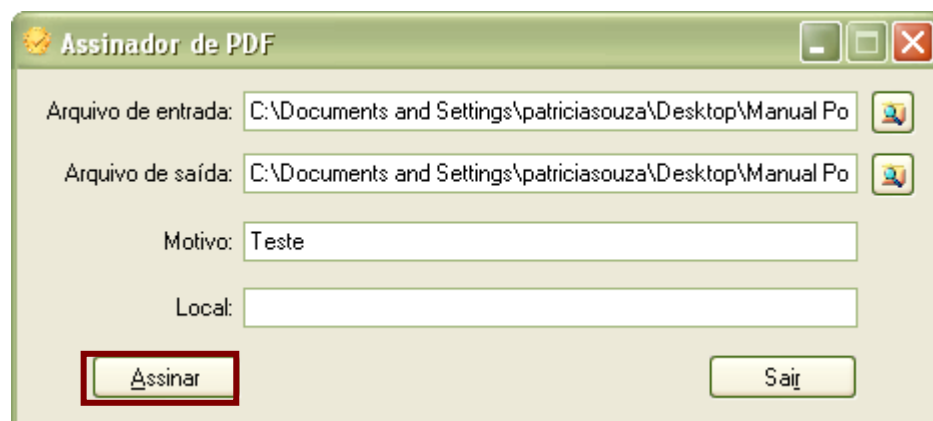 Assinador de PDF
Arquivo de entrada: C:\Documents and Settings\patriciasouza\Desktop\Manual Po
Arquivo de saída: C:\Documents and Settings\patriciasouza\Desktop\Manual Po
Motivo: Teste
Local:
Assinar Sair